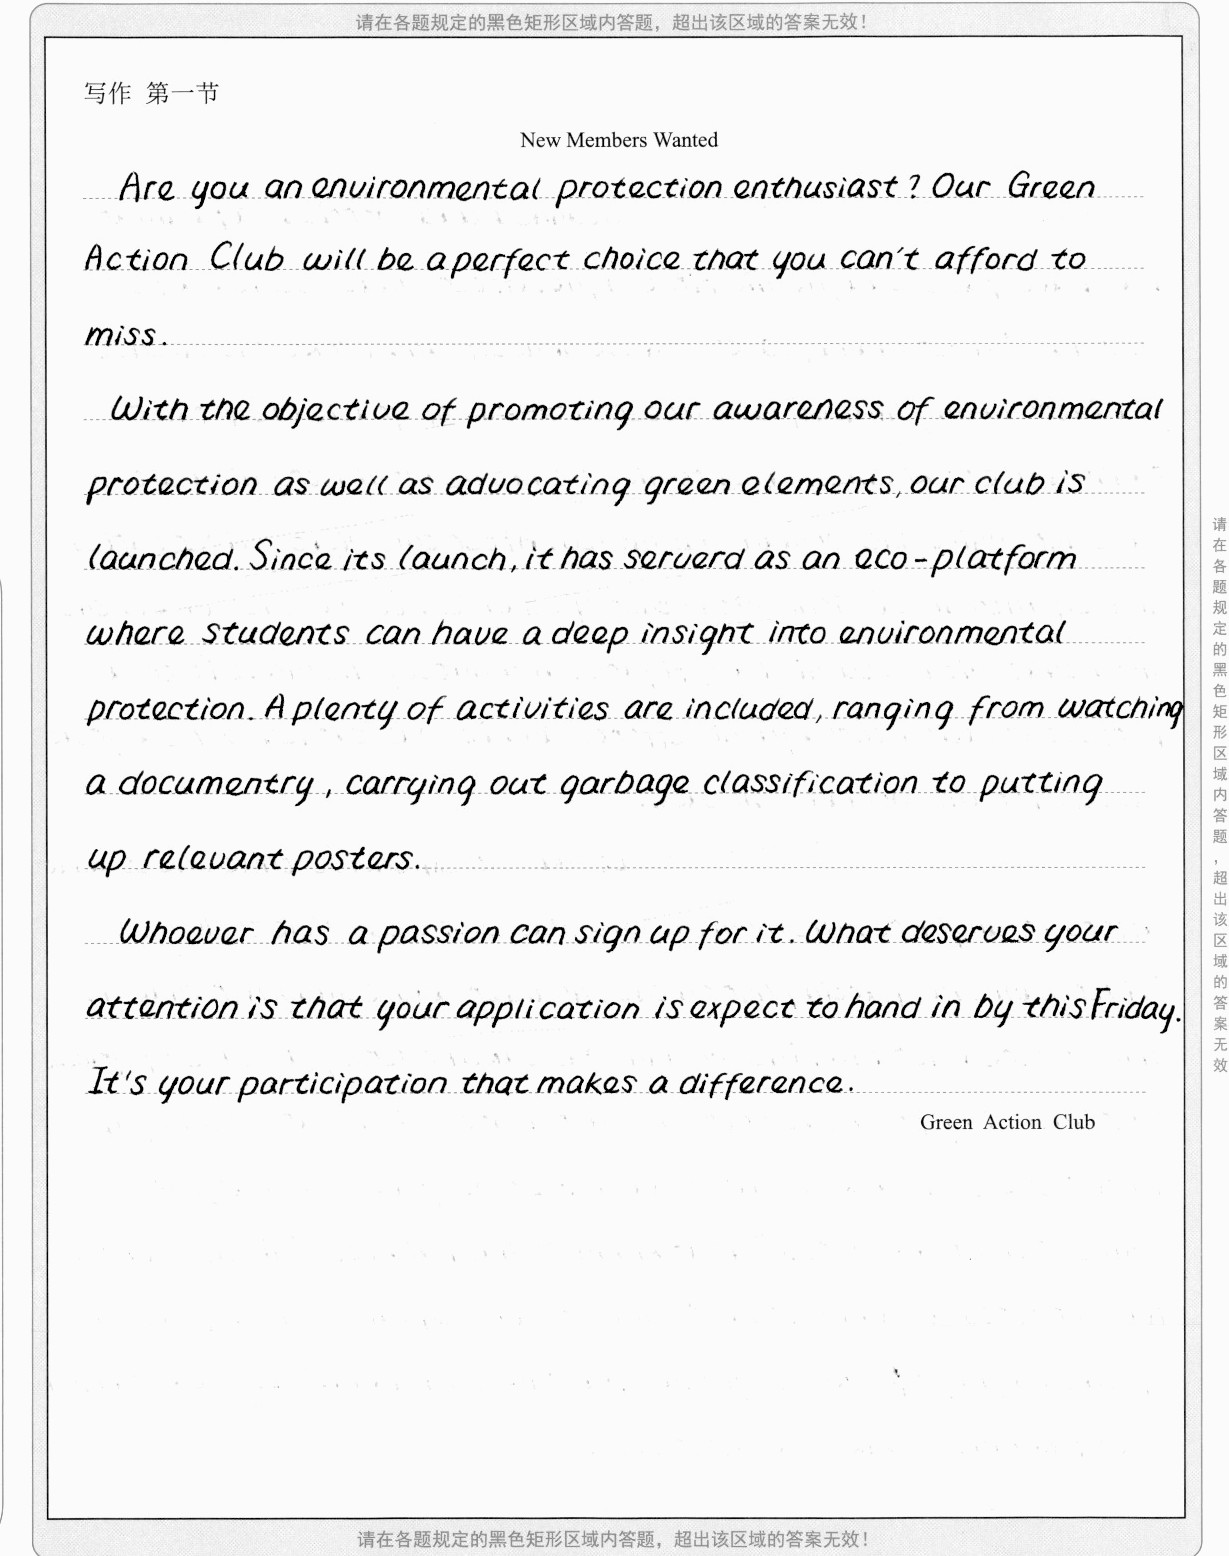 请在各题规定的黑色矩形区域内答题，超出该区域的答案无效！
写作 第一节
New Members Wanted
Are you an environmental protection enthusiast? Our Green
Action Club will be a perfect choice that you can't afford to
miss.
With the objective of promoting our awareness of environmental
protection as well as advocating green elements, our club is
launched. Since its launch, it has serverd as an eco-platform
where students can have a deep insight into environmental
protection. A plenty of activities are included, ranging from watching
a documentry, carrying out garbage classification to putting
up relevant posters.
Whoever has a passion can sign up for it. What deserves your
attention is that your application is expect to hand in by this Friday.
It's your participation that makes a difference.
Green Action Club
请在各题规定的黑色矩形区域内答题，超出该区域的答案无效
请在各题规定的黑色矩形区域内答题，超出该区域的答案无效！